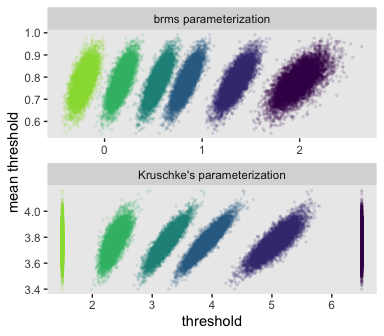 brms parameterization
1.0
0.9
0.8
0.7
0.6
0 1 2
mean threshold
Kruschke's parameterization
4.0
3.8
3.6
3.4
2 3 4 5 6
threshold